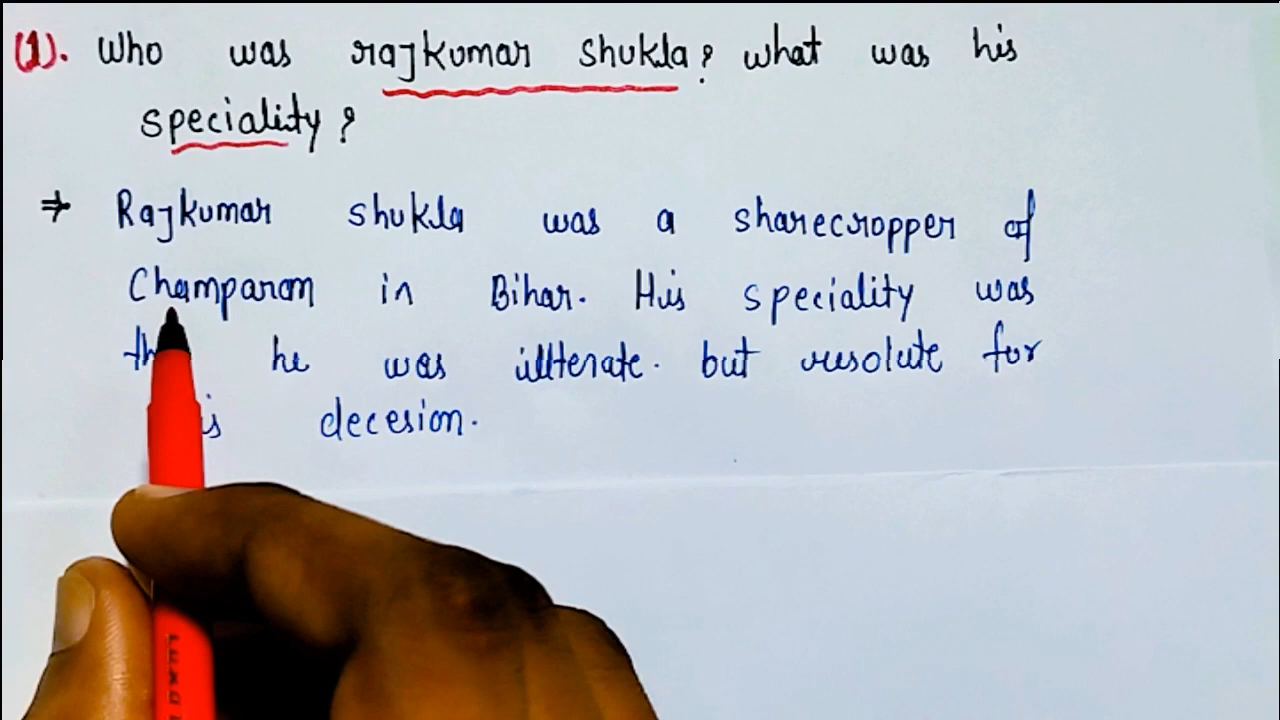 (1). Who was rajkumar shukla? what was his
speciality?
⇒ Rajkumar shukla was a sharecropper of
Champaran in Bihar. His speciality was
he was illterate. but resolute for
decesion.